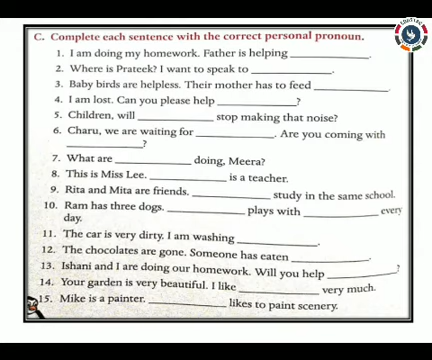 C. Complete each sentence with the correct personal pronoun.
1. I am doing my homework. Father is helping ____________.
2. Where is Prateek? I want to speak to ____________.
3. Baby birds are helpless. Their mother has to feed ____________.
4. I am lost. Can you please help ____________?
5. Children, will ____________ stop making that noise?
6. Charu, we are waiting for ____________. Are you coming with
____________?
7. What are ____________ doing, Meera?
8. This is Miss Lee. ____________ is a teacher.
9. Rita and Mita are friends. ____________ study in the same school.
10. Ram has three dogs. ____________ plays with ____________ every
day.
11. The car is very dirty. I am washing ____________.
12. The chocolates are gone. Someone has eaten ____________.
13. Ishani and I are doing our homework. Will you help ____________?
14. Your garden is very beautiful. I like ____________ very much.
15. Mike is a painter. ____________ likes to paint scenery.